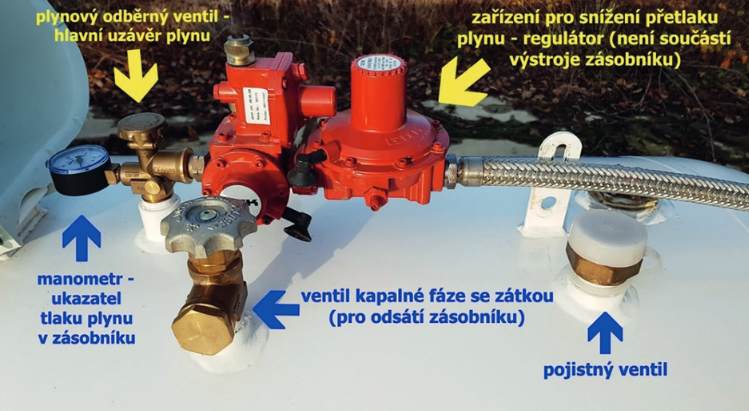 plynový odběrný ventil -
hlavní uzávěr plynu
zařízení pro snížení přetlaku
plynu - regulátor (není součástí
výstroje zásobníku)
manometr -
ukazatel
tlaku plynu
v zásobníku
ventil kapalné fáze se zátkou
(pro odsátí zásobníku)
pojistný ventil